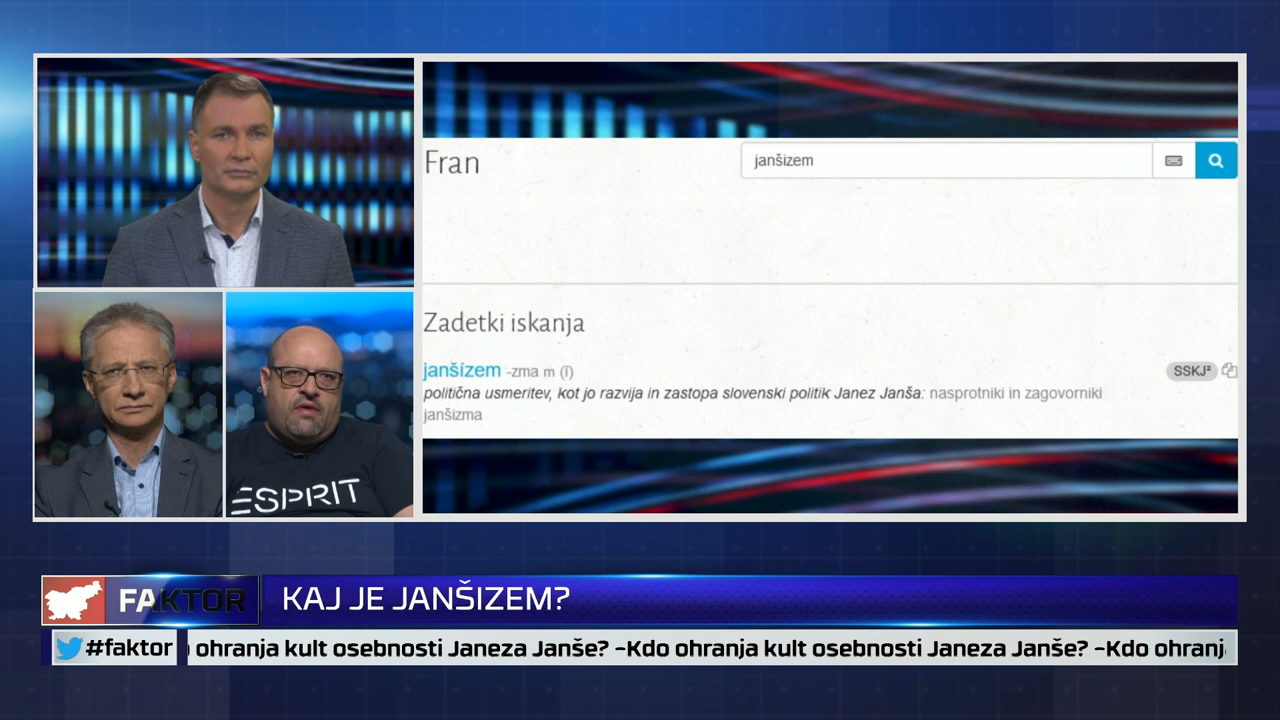 Fran
janšizem
Zadetki iskanja
janšízem -zma m (ȋ)
SSKJ²
politična usmeritev, kot jo razvija in zastopa slovenski politik Janez Janša: nasprotniki in zagovorniki
janšizma
ESPRIT
FAKTOR
KAJ JE JANŠIZEM?
#faktor
ohranja kult osebnosti Janeza Janše? -Kdo ohranja kult osebnosti Janeza Janše? -Kdo ohranj